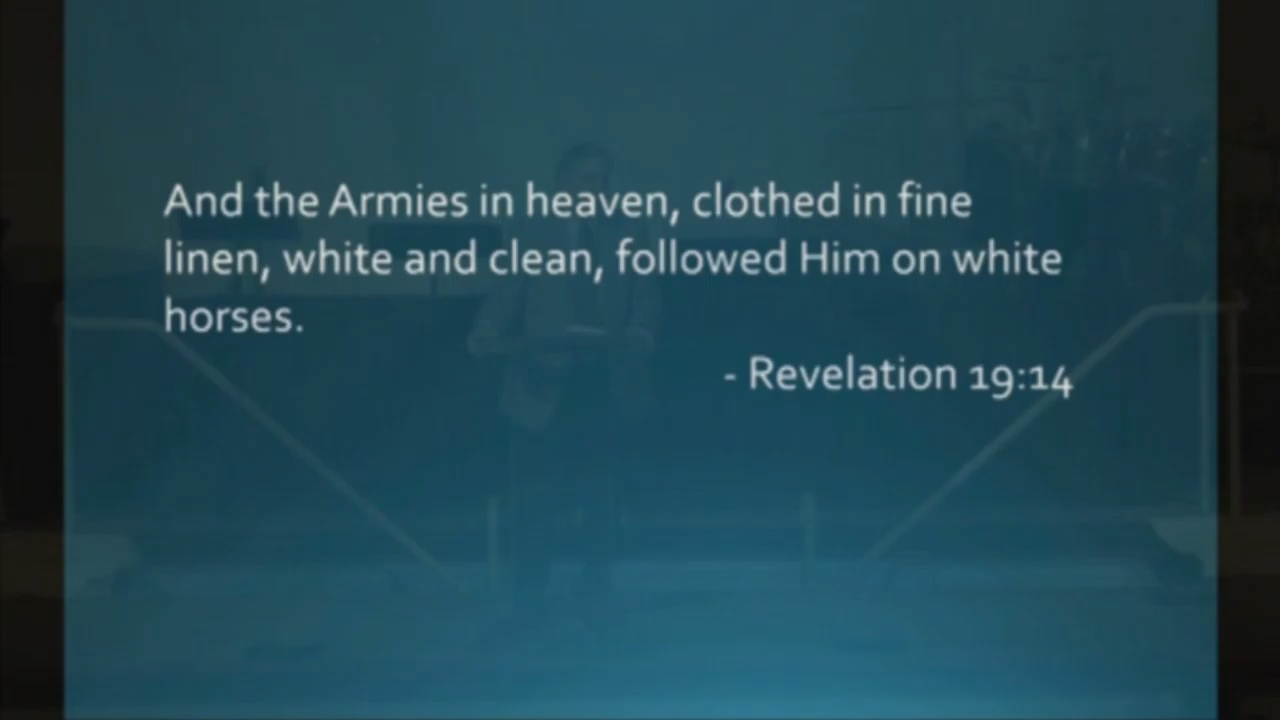 And the Armies in heaven, clothed in fine
linen, white and clean, followed Him on white
horses.
- Revelation 19:14